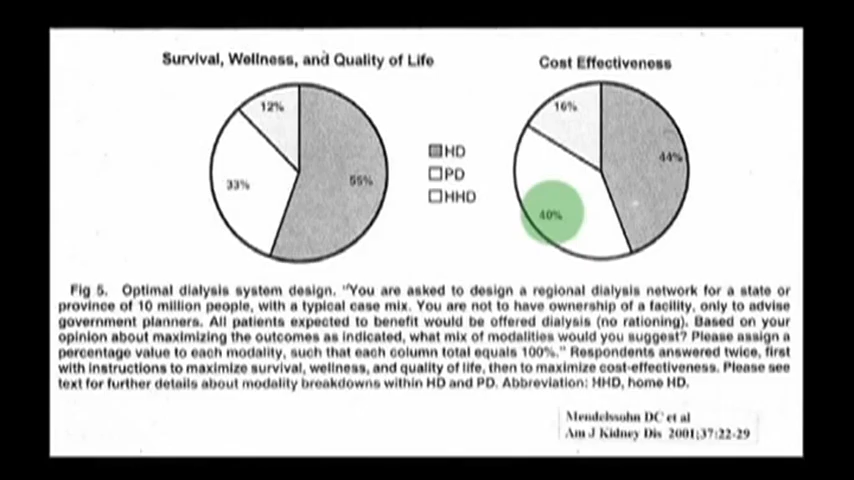 Survival, Wellness, and Quality of Life
Cost Effectiveness
12%
33%
55%
HD
PD
HHD
16%
44%
40%
Fig 5. Optimal dialysis system design. "You are asked to design a regional dialysis network for a state or
province of 10 million people, with a typical case mix. You are not to have ownership of a facility, only to advise
government planners. All patients expected to benefit would be offered dialysis (no rationing). Based on your
opinion about maximizing the outcomes as indicated, what mix of modalities would you suggest? Please assign a
percentage value to each modality, such that each column total equals 100%." Respondents answered twice, first
with instructions to maximize survival, wellness, and quality of life, then to maximize cost-effectiveness. Please see
text for further details about modality breakdowns within HD and PD. Abbreviation: HHD, home HD.
Mendelssohn DC et al
Am J Kidney Dis 2001;37:22-29